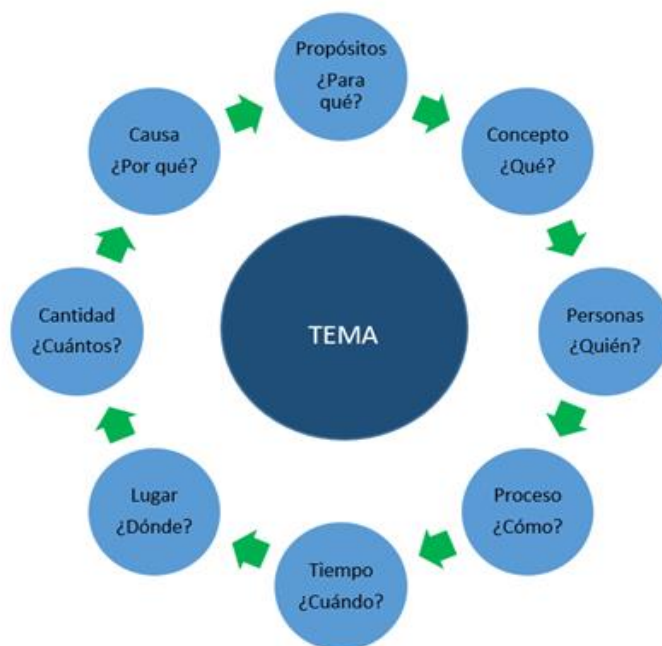 Propósitos
¿Para
qué?
Concepto
¿Qué?
Personas
¿Quién?
Proceso
¿Cómo?
Tiempo
¿Cuándo?
Lugar
¿Dónde?
Cantidad
¿Cuántos?
Causa
¿Por qué?
TEMA